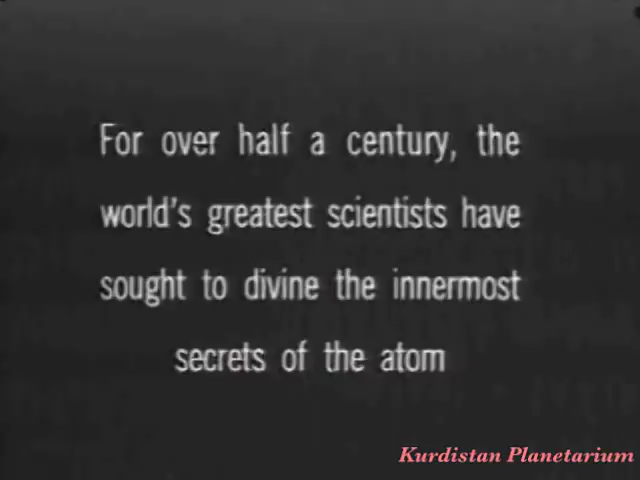 For over half a century, the
world's greatest scientists have
sought to divine the innermost
secrets of the atom
Kurdistan Planetarium